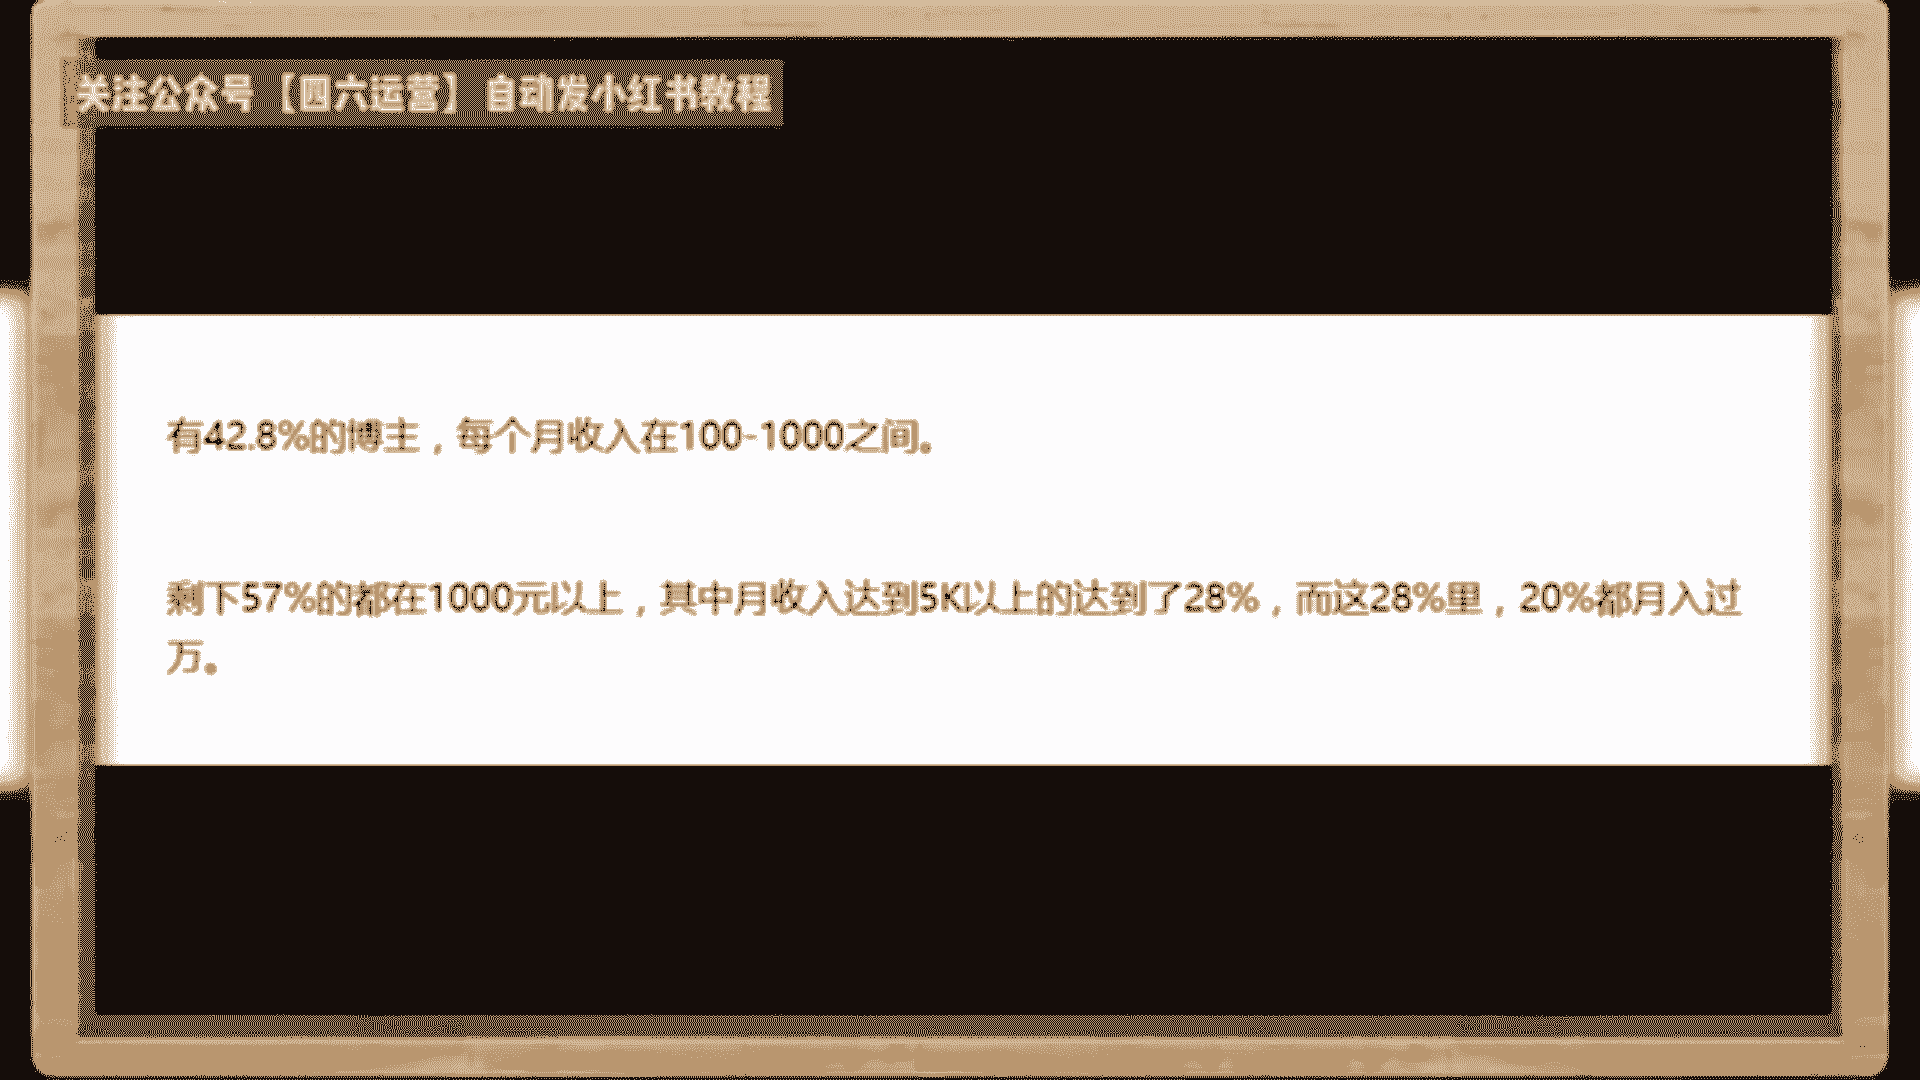 关注公众号【四六运营】自动发小红书教程
有42.8%的博主，每个月收入在100-1000之间。
剩下57%的都在1000元以上，其中月收入达到5K以上的达到了28%，而这28%里，20%都月入过
万。